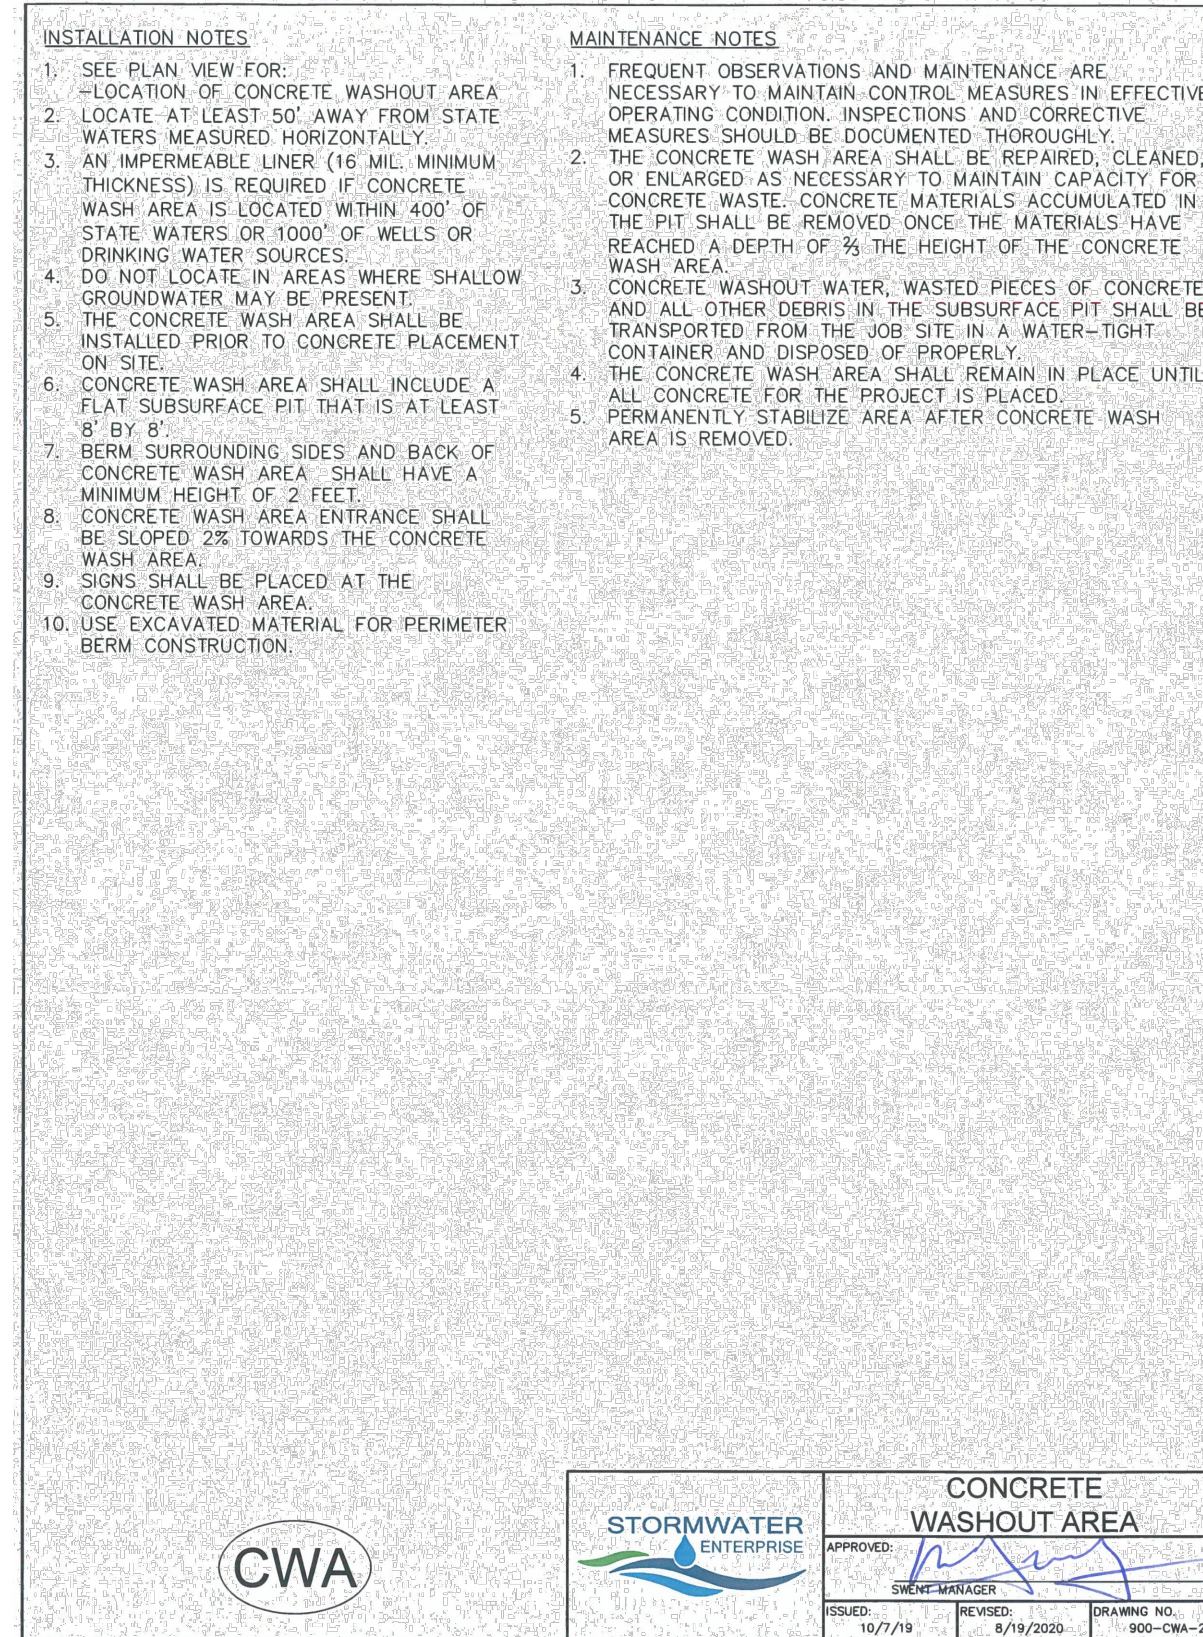 INSTALLATION NOTES
1. SEE PLAN VIEW FOR:
-LOCATION OF CONCRETE WASHOUT AREA
2. LOCATE AT LEAST 50' AWAY FROM STATE
WATERS MEASURED HORIZONTALLY.
3. AN IMPERMEABLE LINER (16 MIL. MINIMUM
THICKNESS) IS REQUIRED IF CONCRETE
WASH AREA IS LOCATED WITHIN 400' OF
STATE WATERS OR 1000' OF WELLS OR
DRINKING WATER SOURCES.
4. DO NOT LOCATE IN AREAS WHERE SHALLOW
GROUNDWATER MAY BE PRESENT.
5. THE CONCRETE WASH AREA SHALL BE
INSTALLED PRIOR TO CONCRETE PLACEMENT
ON SITE.
6. CONCRETE WASH AREA SHALL INCLUDE A
FLAT SUBSURFACE PIT THAT IS AT LEAST
8' BY 8'.
7. BERM SURROUNDING SIDES AND BACK OF
CONCRETE WASH AREA SHALL HAVE A
MINIMUM HEIGHT OF 2 FEET.
8. CONCRETE WASH AREA ENTRANCE SHALL
BE SLOPED 2% TOWARDS THE CONCRETE
WASH AREA.
9. SIGNS SHALL BE PLACED AT THE
CONCRETE WASH AREA.
10. USE EXCAVATED MATERIAL FOR PERIMETER
BERM CONSTRUCTION.
MAINTENANCE NOTES
1. FREQUENT OBSERVATIONS AND MAINTENANCE ARE
NECESSARY TO MAINTAIN CONTROL MEASURES IN EFFECTIVE
OPERATING CONDITION. INSPECTIONS AND CORRECTIVE
MEASURES SHOULD BE DOCUMENTED THOROUGHLY.
2. THE CONCRETE WASH AREA SHALL BE REPAIRED, CLEANED,
OR ENLARGED AS NECESSARY TO MAINTAIN CAPACITY FOR
CONCRETE WASTE. CONCRETE MATERIALS ACCUMULATED IN
THE PIT SHALL BE REMOVED ONCE THE MATERIALS HAVE
REACHED A DEPTH OF ⅔ THE HEIGHT OF THE CONCRETE
WASH AREA.
3. CONCRETE WASHOUT WATER, WASTED PIECES OF CONCRETE
AND ALL OTHER DEBRIS IN THE SUBSURFACE PIT SHALL BE
TRANSPORTED FROM THE JOB SITE IN A WATER-TIGHT
CONTAINER AND DISPOSED OF PROPERLY.
4. THE CONCRETE WASH AREA SHALL REMAIN IN PLACE UNTIL
ALL CONCRETE FOR THE PROJECT IS PLACED.
5. PERMANENTLY STABILIZE AREA AFTER CONCRETE WASH
AREA IS REMOVED.
CWA
STORMWATER
ENTERPRISE
CONCRETE
WASHOUT AREA
APPROVED:
SWENT MANAGER
ISSUED:
10/7/19
REVISED:
8/19/2020
DRAWING NO.
900-CWA-